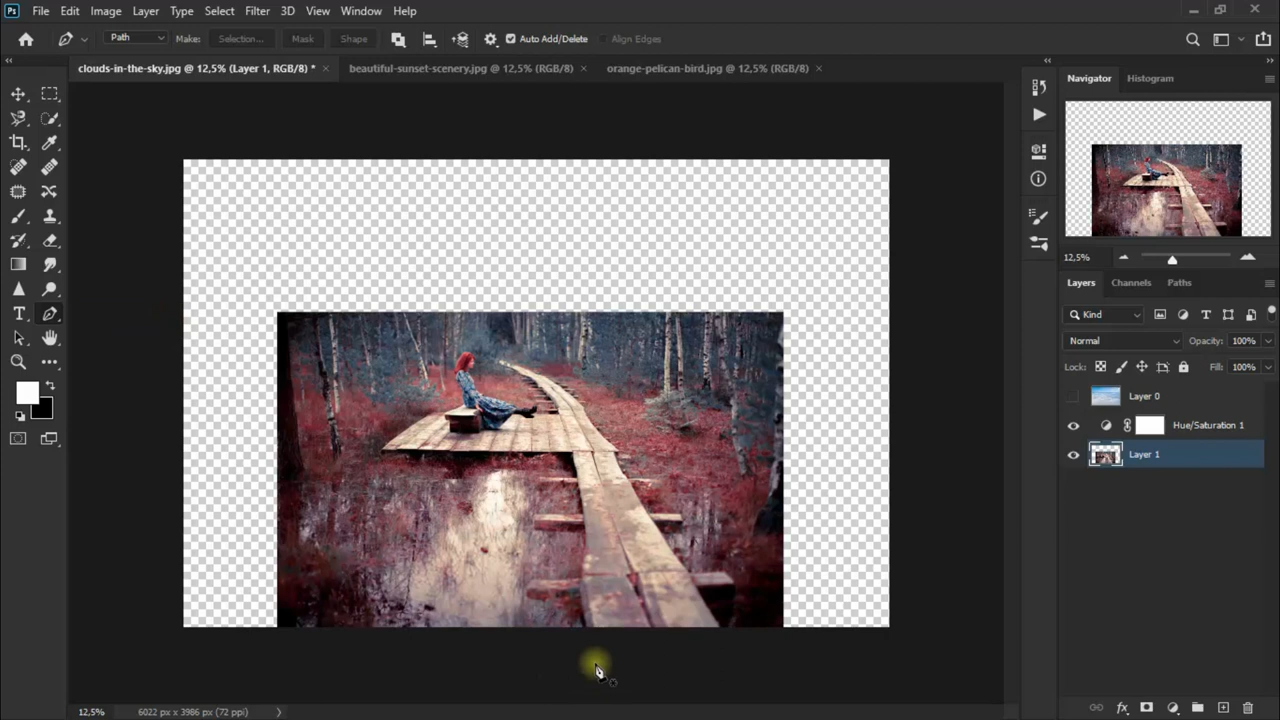 Ps File Edit Image Layer Type Select Filter 3D View Window Help
Path Make: Selection... Mask Shape Auto Add/Delete Align Edges
clouds-in-the-sky.jpg @ 12,5% (Layer 1, RGB/8) * × beautiful-sunset-scenery.jpg @ 12,5% (RGB/8) × orange-pelican-bird.jpg @ 12,5% (RGB/8) ×
Navigator Histogram
12,5%
Layers Channels Paths
Kind
Normal Opacity: 100%
Lock: Fill: 100%
Layer 0
Hue/Saturation 1
Layer 1
12,5% 6022 px x 3986 px (72 ppi)
fx